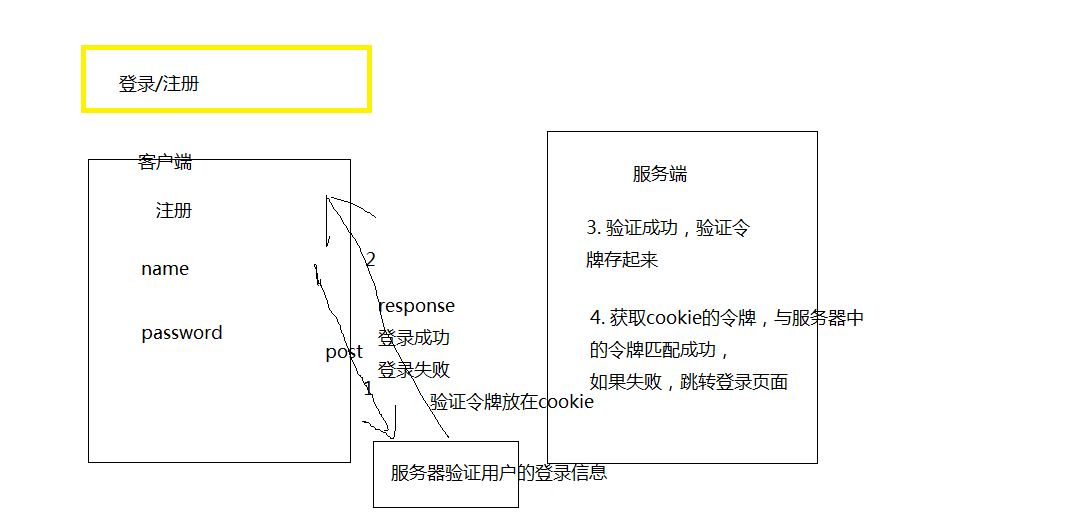 登录/注册
客户端
注册
name
password
2
response
登录成功
登录失败
post
1
验证令牌放在cookie
服务器验证用户的登录信息
服务端
3. 验证成功，验证令
牌存起来
4. 获取cookie的令牌，与服务器中
的令牌匹配成功，
如果失败，跳转登录页面